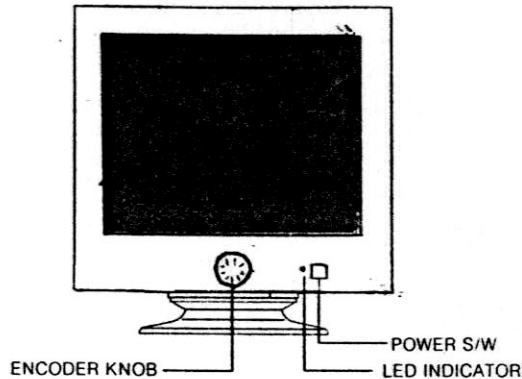 POWER S/W
ENCODER KNOB
LED INDICATOR